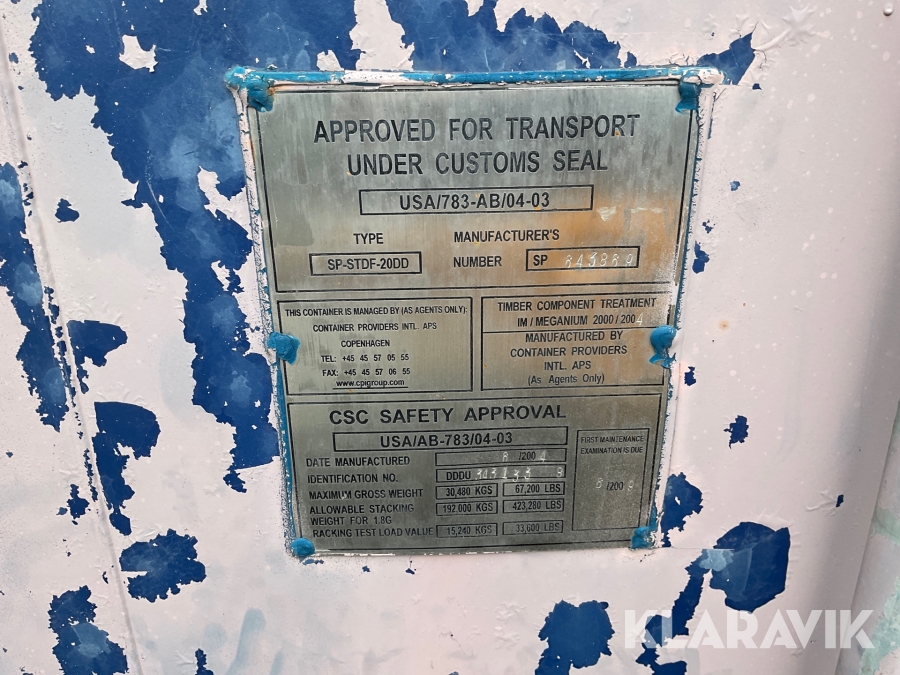 APPROVED FOR TRANSPORT
UNDER CUSTOMS SEAL
USA/783-AB/04-03
TYPE
SP-STDF-20DD
MANUFACTURER'S
NUMBER
SP
THIS CONTAINER IS MANAGED BY (AS AGENTS ONLY):
CONTAINER PROVIDERS INTL. APS
COPENHAGEN
TEL: +45 45 57 05 55
FAX: +45 45 57 06 55
www.cpigroup.com
TIMBER COMPONENT TREATMENT
IM / MEGANIUM 2000 / 2004
MANUFACTURED BY
CONTAINER PROVIDERS
INTL. APS
(As Agents Only)
CSC SAFETY APPROVAL
USA/AB-783/04-03
DATE MANUFACTURED 8 /2004
IDENTIFICATION NO. DDDU
MAXIMUM GROSS WEIGHT 30,480 KGS 67,200 LBS
ALLOWABLE STACKING
WEIGHT FOR 1.8G 192,000 KGS 423,280 LBS
RACKING TEST LOAD VALUE 15,240 KGS 33,600 LBS
FIRST MAINTENANCE
EXAMINATION IS DUE
KLARAVIK